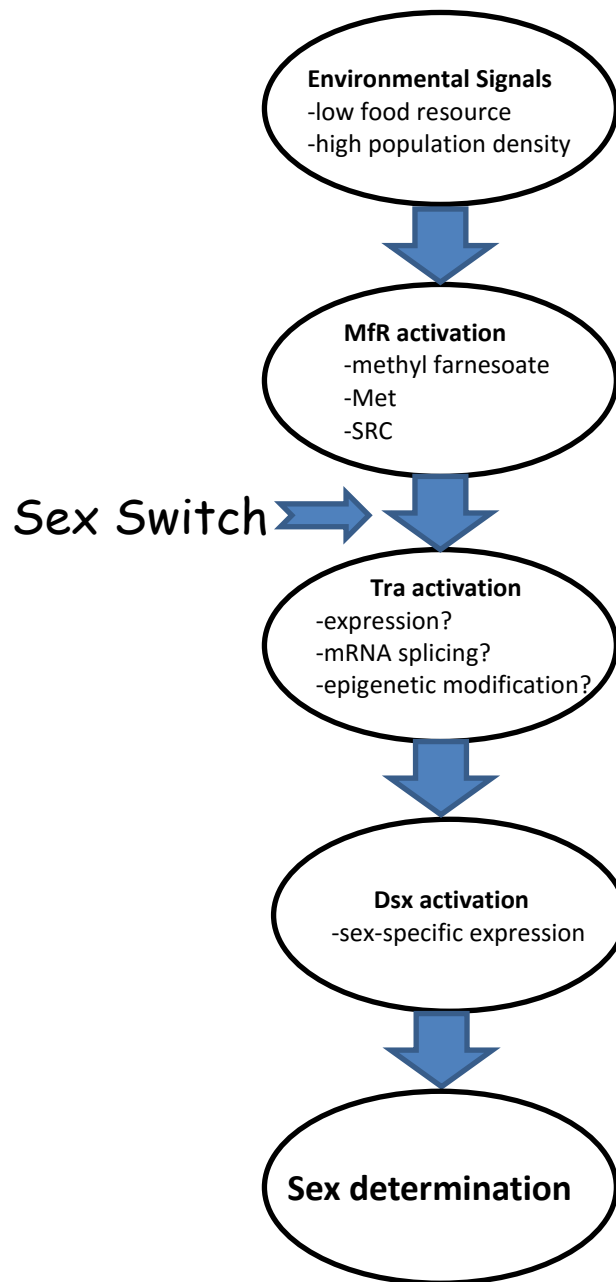 Environmental Signals
-low food resource
-high population density
MfR activation
-methyl farnesoate
-Met
-SRC
Sex Switch
Tra activation
-expression?
-mRNA splicing?
-epigenetic modification?
Dsx activation
-sex-specific expression
Sex determination